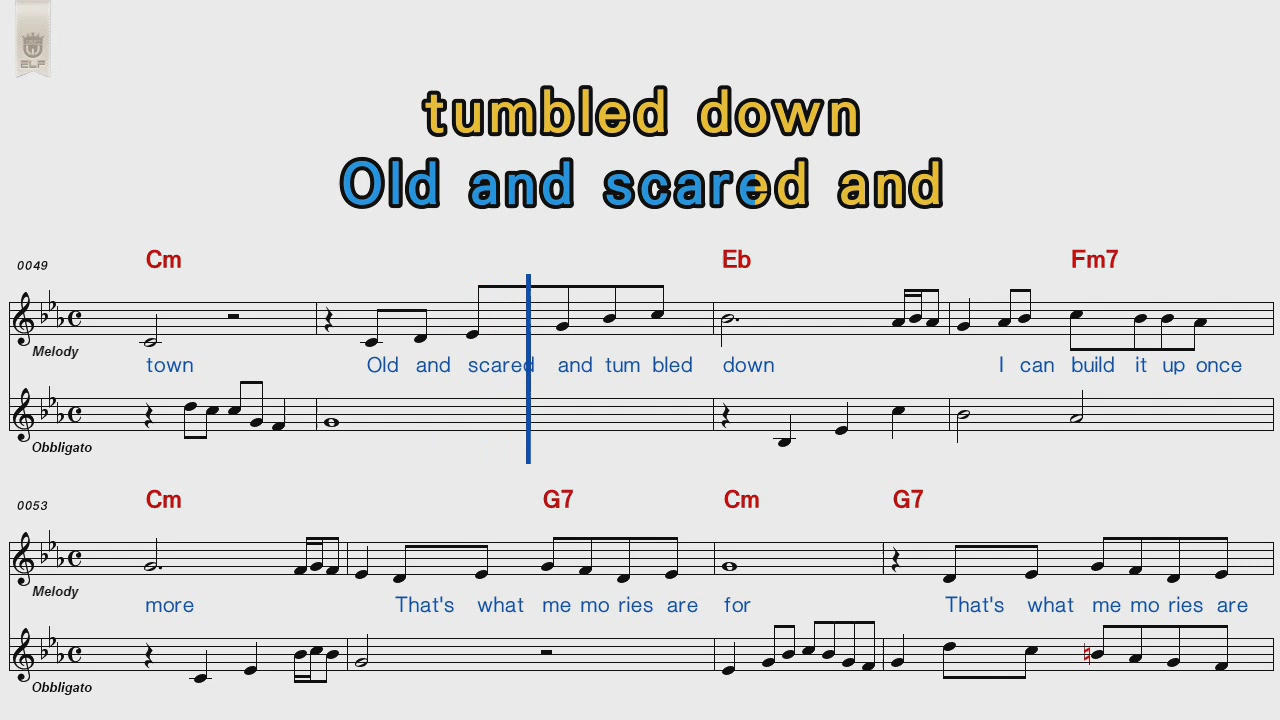 ELF
tumbled down
Old and scared and
0049
Cm Eb Fm7
Melody
town Old and scared and tum bled down I can build it up once
Obbligato
0053
Cm G7 Cm G7
Melody
more That's what me mo ries are for That's what me mo ries are
Obbligato